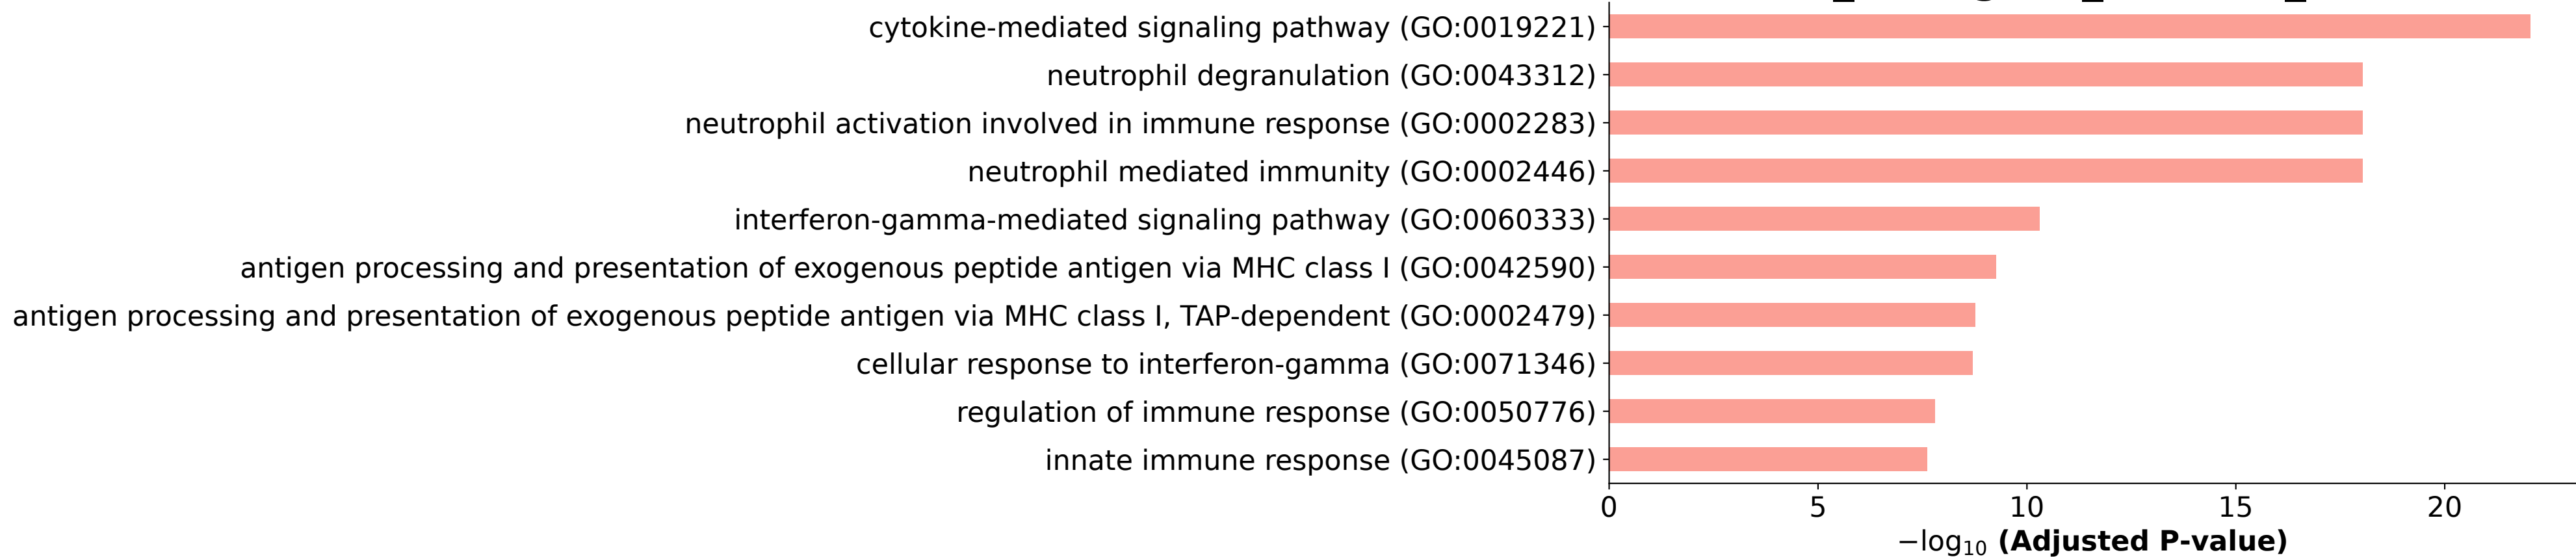 cytokine-mediated signaling pathway (GO:0019221)
neutrophil degranulation (GO:0043312)
neutrophil activation involved in immune response (GO:0002283)
neutrophil mediated immunity (GO:0002446)
interferon-gamma-mediated signaling pathway (GO:0060333)
antigen processing and presentation of exogenous peptide antigen via MHC class I (GO:0042590)
antigen processing and presentation of exogenous peptide antigen via MHC class I, TAP-dependent (GO:0002479)
cellular response to interferon-gamma (GO:0071346)
regulation of immune response (GO:0050776)
innate immune response (GO:0045087)
0 5 10 15 20
−log₁₀ (Adjusted P-value)